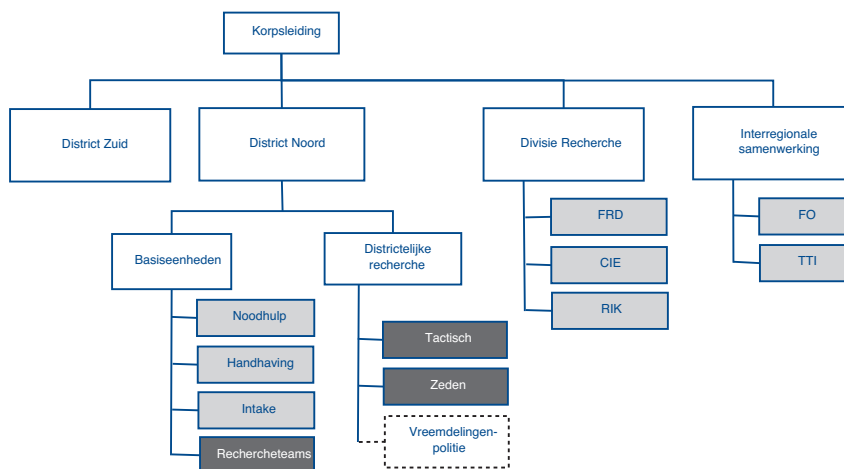 Korpsleiding
District Zuid
District Noord
Divisie Recherche
Interregionale
samenwerking
FRD
CIE
RIK
FO
TTI
Basiseenheden
Districtelijke
recherche
Noodhulp
Handhaving
Intake
Rechercheteams
Tactisch
Zeden
Vreemdelingen-
politie